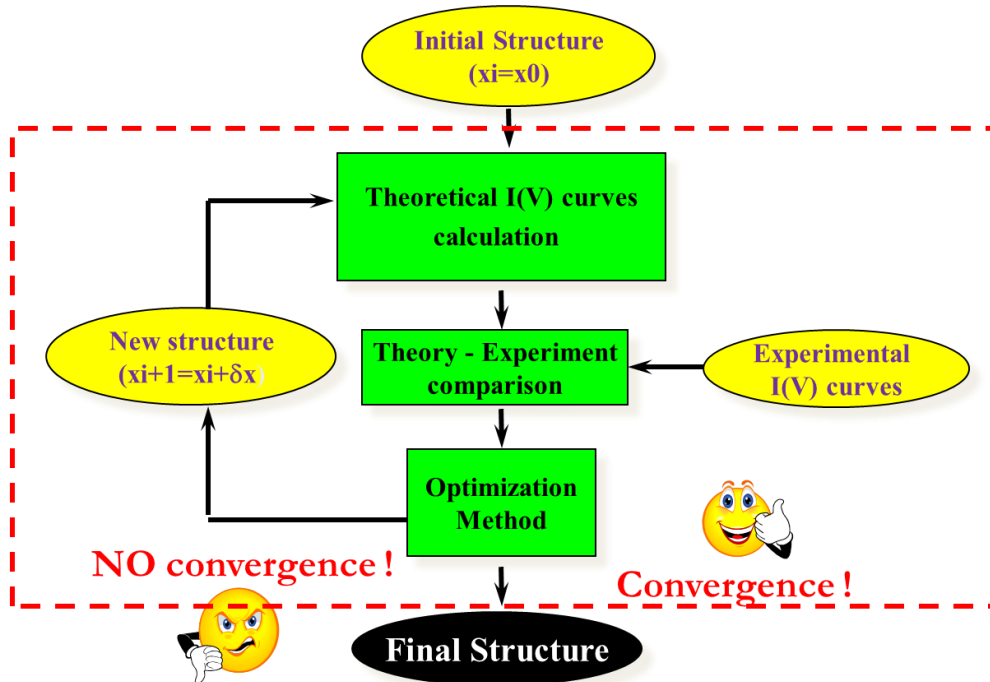 Initial Structure
(xi=x0)
Theoretical I(V) curves
calculation
New structure
(xi+1=xi+δx)
Theory - Experiment
comparison
Experimental
I(V) curves
Optimization
Method
NO convergence !
Convergence !
Final Structure